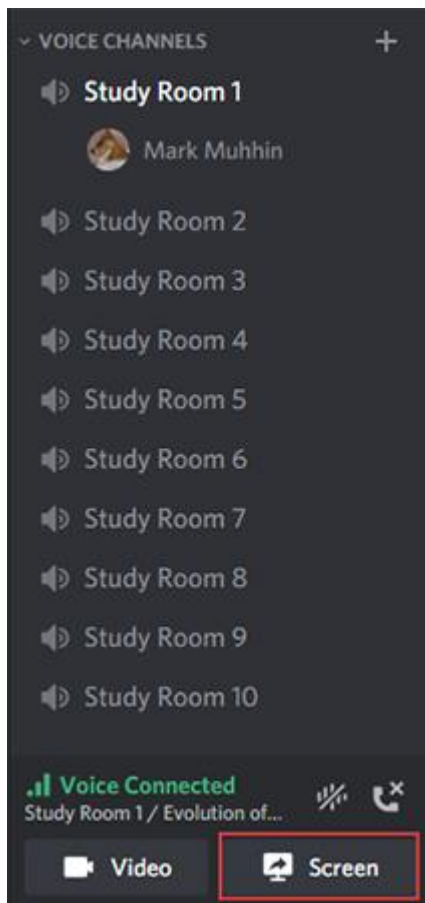 VOICE CHANNELS
Study Room 1
Mark Muhhin
Study Room 2
Study Room 3
Study Room 4
Study Room 5
Study Room 6
Study Room 7
Study Room 8
Study Room 9
Study Room 10
Voice Connected
Study Room 1 / Evolution of...
Video Screen